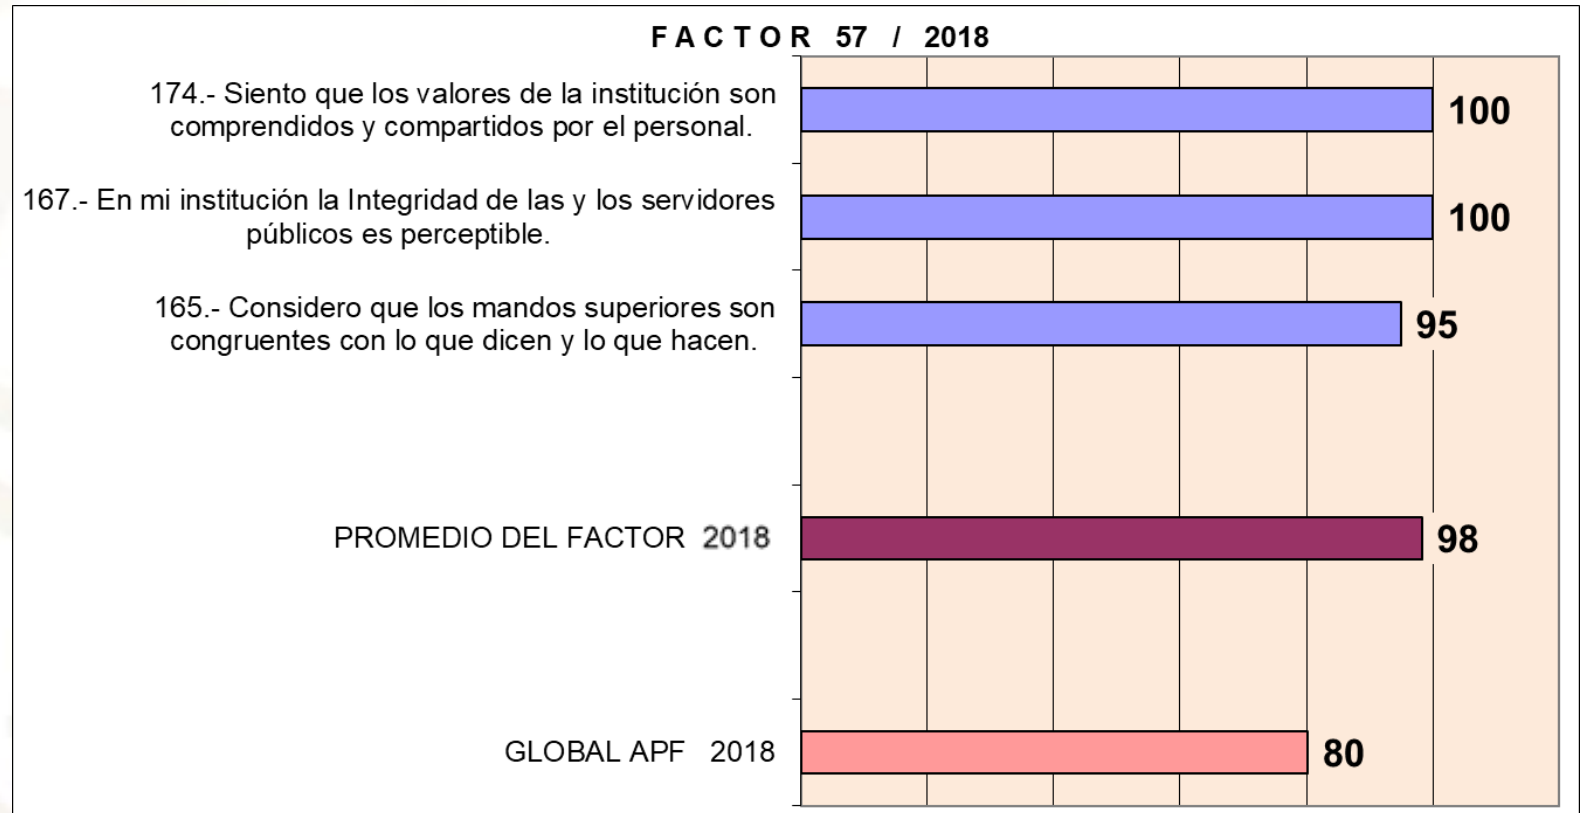 FACTOR 57 / 2018
174.- Siento que los valores de la institución son
comprendidos y compartidos por el personal.
100
167.- En mi institución la Integridad de las y los servidores
públicos es perceptible.
100
165.- Considero que los mandos superiores son
congruentes con lo que dicen y lo que hacen.
95
PROMEDIO DEL FACTOR 2018
98
GLOBAL APF 2018
80